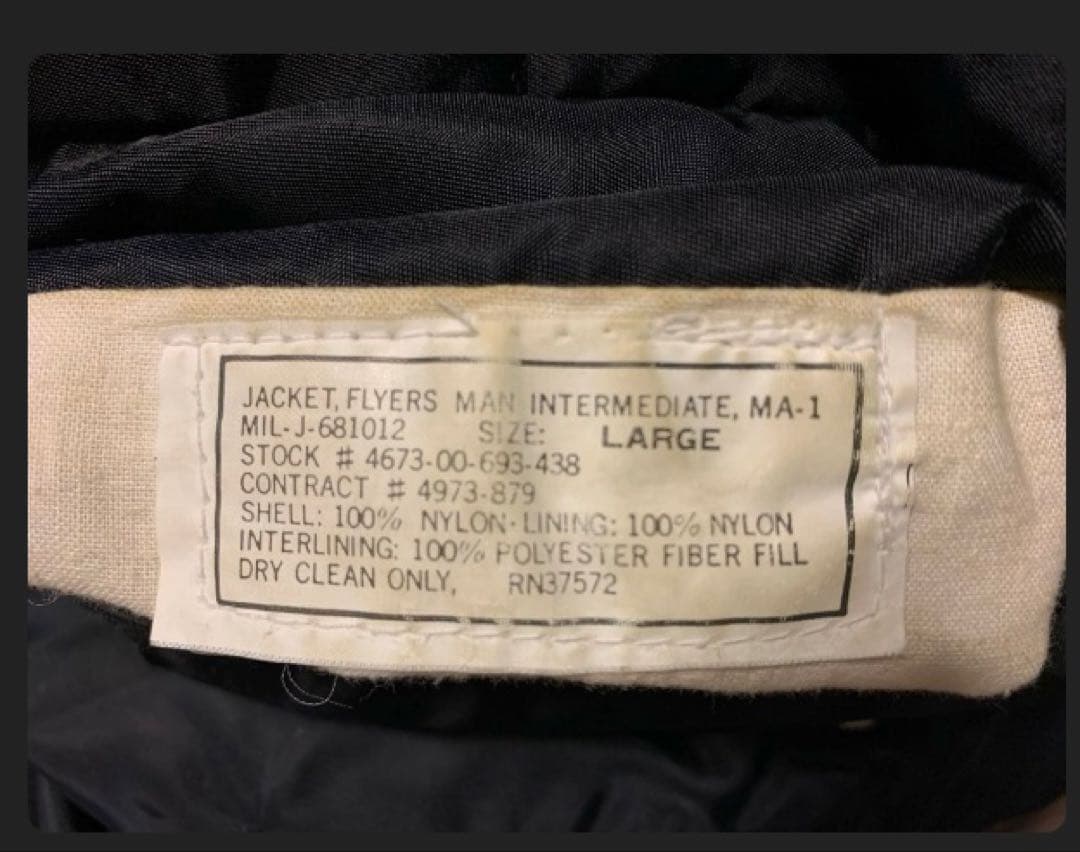 JACKET, FLYERS MAN INTERMEDIATE, MA-1
MIL-J-681012 SIZE: LARGE
STOCK # 4673-00-693-438
CONTRACT # 4973-879
SHELL: 100% NYLON· LINING: 100% NYLON
INTERLINING: 100% POLYESTER FIBER FILL
DRY CLEAN ONLY, RN37572